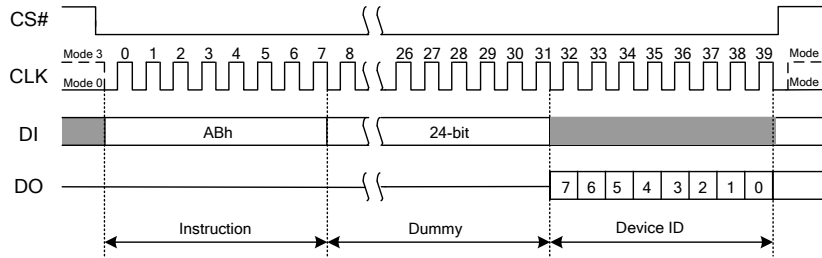 CS#
Mode 3 0 1 2 3 4 5 6 7 8 26 27 28 29 30 31 32 33 34 35 36 37 38 39 Mode
CLK
Mode 0 Mode
DI ABh 24-bit
DO 7 6 5 4 3 2 1 0
Instruction Dummy Device ID